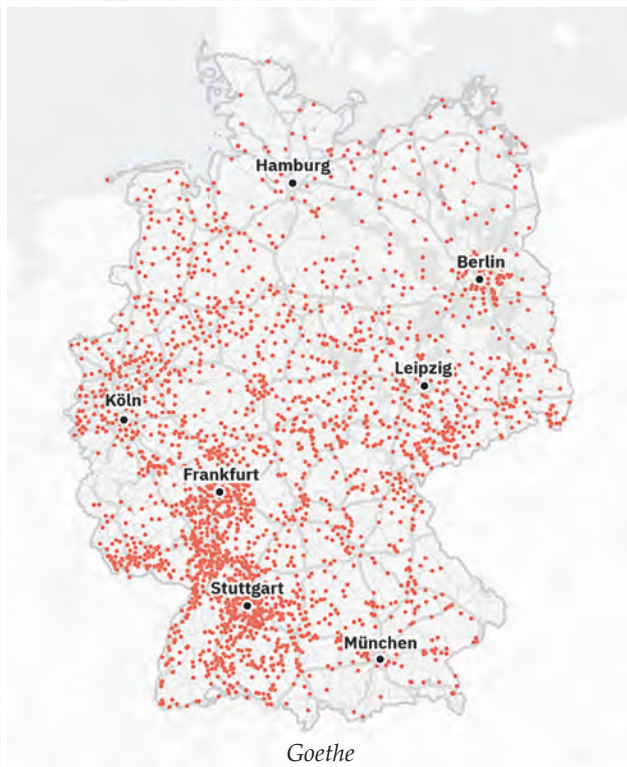 Hamburg
Berlin
Leipzig
Köln
Frankfurt
Stuttgart
München
Goethe